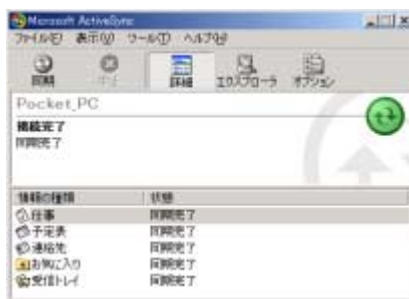 Microsoft ActiveSync
ファイル(F) 表示(V) ツール(T) ヘルプ(H)
同期 中止 詳細 エクスプローラ オプション
Pocket_PC
接続完了
同期完了
情報の種類 状態
仕事 同期完了
予定表 同期完了
連絡先 同期完了
お気に入り 同期完了
受信トレイ 同期完了